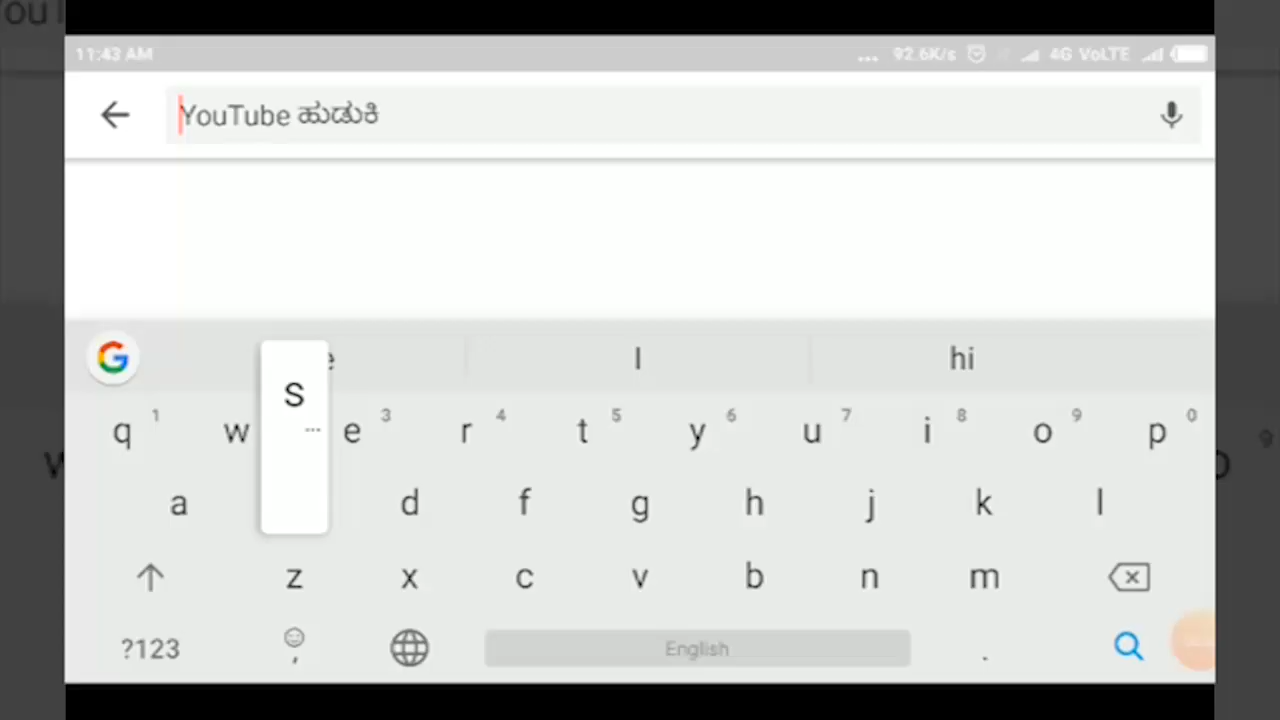 11:43 AM ... 92.6K/s 4G VoLTE
YouTube ಹುಡುಕಿ
I hi
q 1 w e 3 r 4 t 5 y 6 u 7 i 8 o 9 p 0
S ...
a d f g h j k l
z x c v b n m
?123 , English .